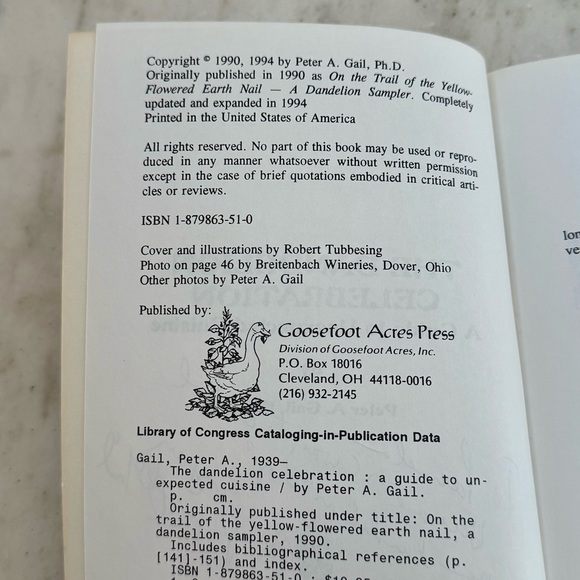 Copyright © 1990, 1994 by Peter A. Gail, Ph.D.
Originally published in 1990 as On the Trail of the Yellow-
Flowered Earth Nail — A Dandelion Sampler. Completely
updated and expanded in 1994
Printed in the United States of America
All rights reserved. No part of this book may be used or repro-
duced in any manner whatsoever without written permission
except in the case of brief quotations embodied in critical arti-
cles or reviews.
ISBN 1-879863-51-0
Cover and illustrations by Robert Tubbesing
Photo on page 46 by Breitenbach Wineries, Dover, Ohio
Other photos by Peter A. Gail
Published by:
Goosefoot Acres Press
Division of Goosefoot Acres, Inc.
P.O. Box 18016
Cleveland, OH 44118-0016
(216) 932-2145
Library of Congress Cataloging-in-Publication Data
Gail, Peter A., 1939–
The dandelion celebration : a guide to un-
expected cuisine / by Peter A. Gail.
p. cm.
Originally published under title: On the
trail of the yellow-flowered earth nail, a
dandelion sampler, 1990.
Includes bibliographical references (p.
[141]-151) and index.
ISBN 1-879863-51-0 :
lon
ve